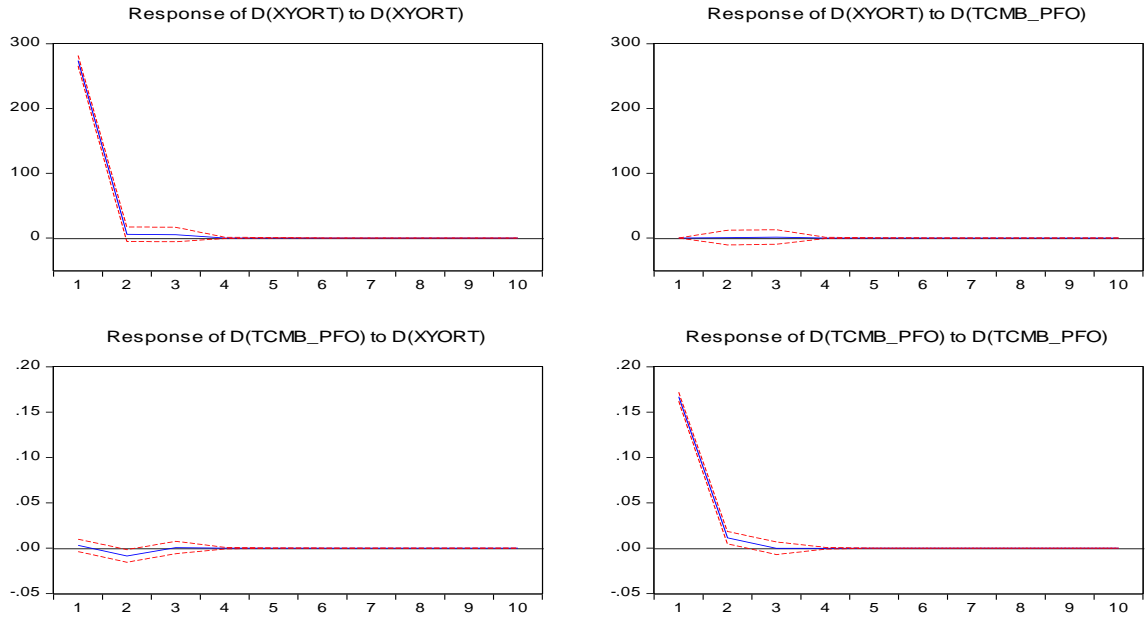 Response of D(XYORT) to D(XYORT)
300
200
100
0
1 2 3 4 5 6 7 8 9 10
Response of D(XYORT) to D(TCMB_PFO)
300
200
100
0
1 2 3 4 5 6 7 8 9 10
Response of D(TCMB_PFO) to D(XYORT)
.20
.15
.10
.05
.00
-.05
1 2 3 4 5 6 7 8 9 10
Response of D(TCMB_PFO) to D(TCMB_PFO)
.20
.15
.10
.05
.00
-.05
1 2 3 4 5 6 7 8 9 10